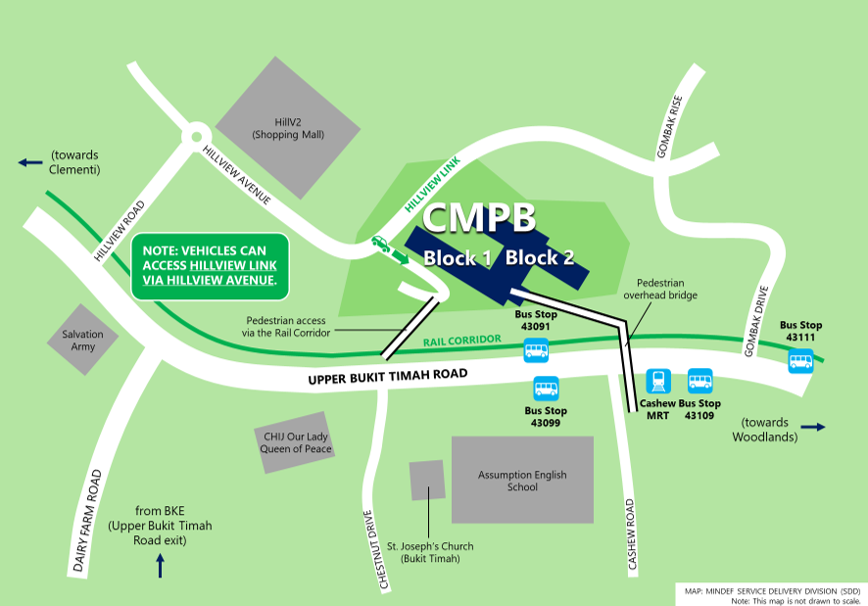 HillV2
(Shopping Mall)
GOMBAK RISE
(towards
Clementi)
HILLVIEW AVENUE
HILLVIEW LINK
HILLVIEW ROAD
CMPB
Block 1
Block 2
NOTE: VEHICLES CAN
ACCESS HILLVIEW LINK
VIA HILLVIEW AVENUE.
Pedestrian
overhead bridge
GOMBAK DRIVE
Bus Stop
43091
Pedestrian access
via the Rail Corridor
Bus Stop
43111
Salvation
Army
RAIL CORRIDOR
UPPER BUKIT TIMAH ROAD
Bus Stop
43099
Cashew
MRT
Bus Stop
43109
(towards
Woodlands)
CHIJ Our Lady
Queen of Peace
Assumption English
School
DAIRY FARM ROAD
from BKE
(Upper Bukit Timah
Road exit)
CHESTNUT DRIVE
St. Joseph's Church
(Bukit Timah)
CASHEW ROAD
MAP: MINDEF SERVICE DELIVERY DIVISION (SDD)
Note: This map is not drawn to scale.